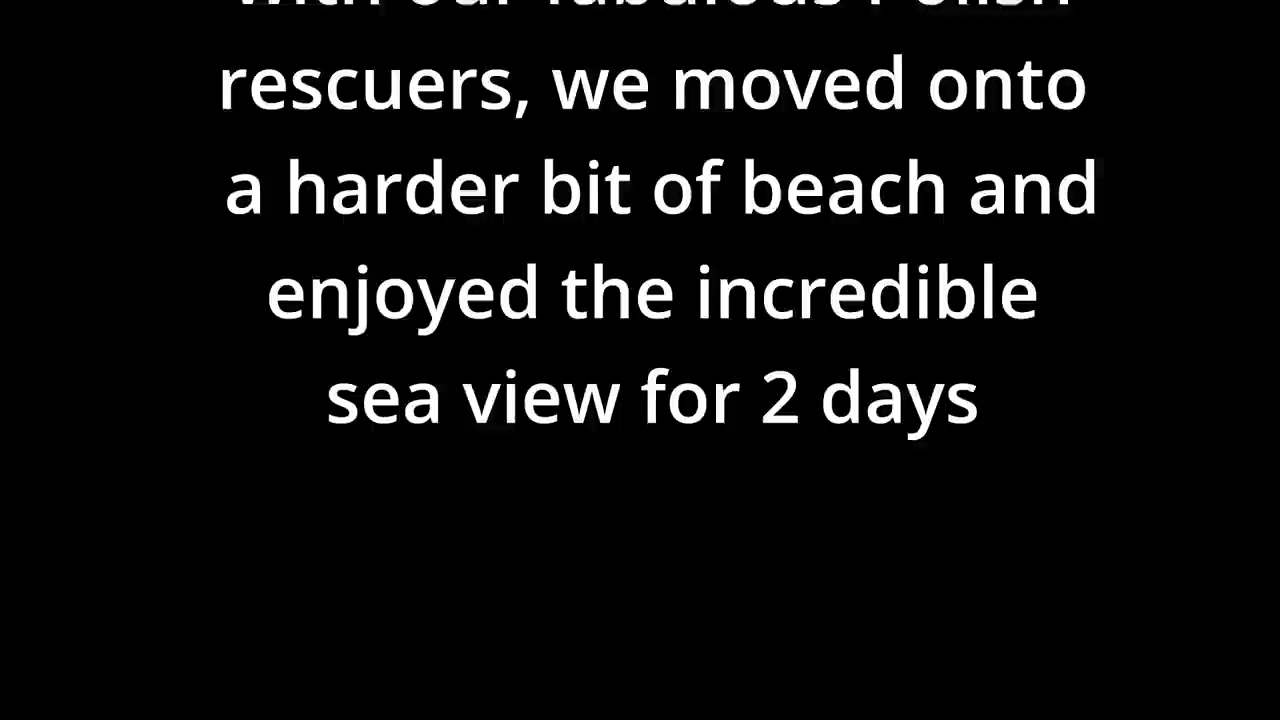 with our fabulous Polish
rescuers, we moved onto
a harder bit of beach and
enjoyed the incredible
sea view for 2 days